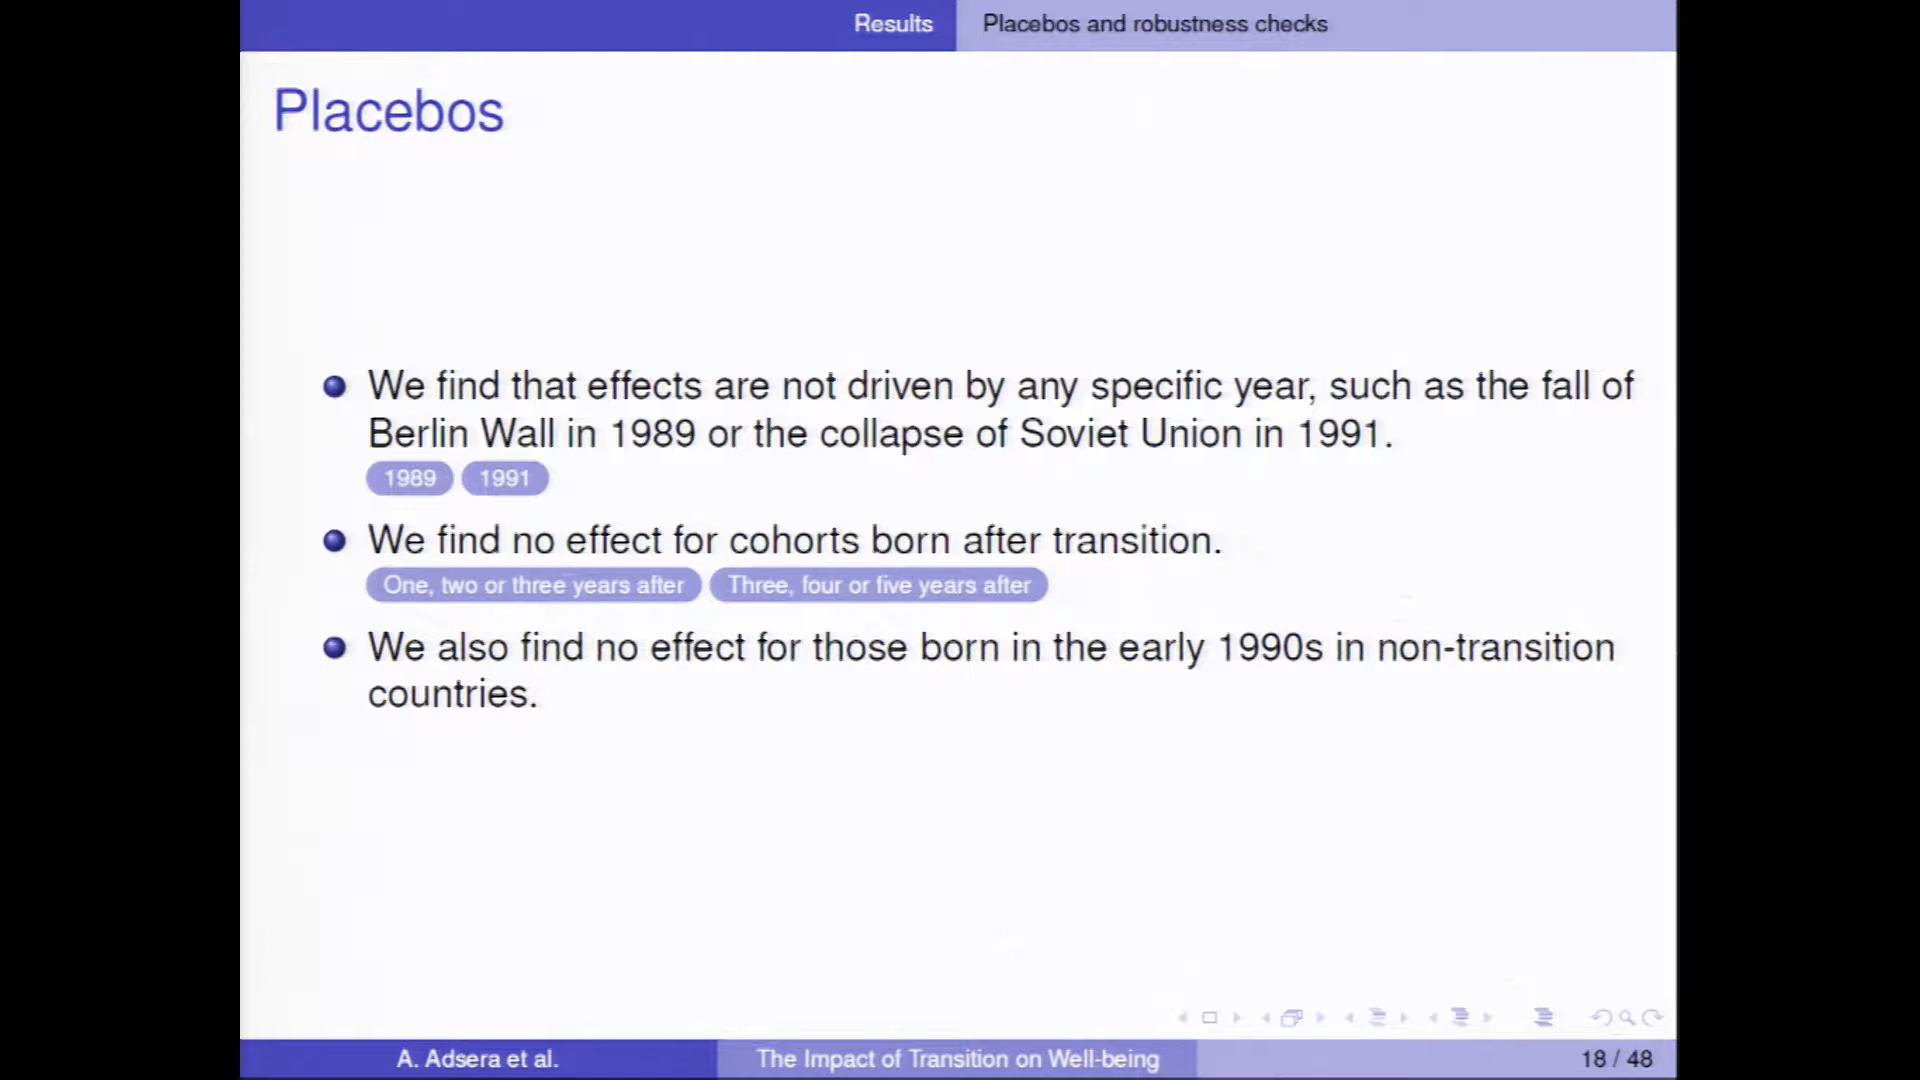 Results
Placebos and robustness checks
Placebos
We find that effects are not driven by any specific year, such as the fall of
Berlin Wall in 1989 or the collapse of Soviet Union in 1991.
1989 1991
We find no effect for cohorts born after transition.
One, two or three years after Three, four or five years after
We also find no effect for those born in the early 1990s in non-transition
countries.
A. Adsera et al.
The Impact of Transition on Well-being
18 / 48